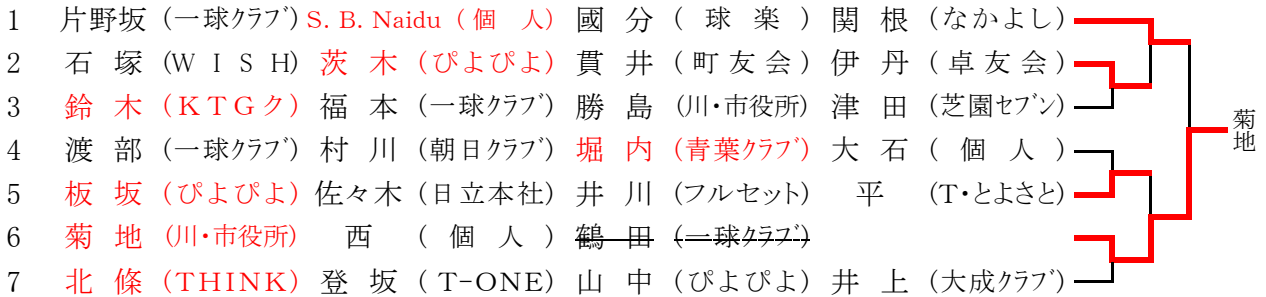 1 片野坂 (一球ｸﾗﾌﾞ) S. B. Naidu (個 人) 國 分 (球 楽) 関 根 (なかよし)
2 石 塚 (W I S H) 茨 木 (ぴよぴよ) 貫 井 (町 友 会) 伊 丹 (卓 友 会)
3 鈴 木 (KTGク) 福 本 (一球ｸﾗﾌﾞ) 勝 島 (川・市役所) 津 田 (芝園ｾﾌﾞﾝ)
菊地
4 渡 部 (一球ｸﾗﾌﾞ) 村 川 (朝日ｸﾗﾌﾞ) 堀 内 (青葉ｸﾗﾌﾞ) 大 石 (個 人)
5 板 坂 (ぴよぴよ) 佐々木 (日立本社) 井 川 (フルセット) 平 (T・とよさと)
6 菊 地 (川・市役所) 西 (個 人) 鶴 田 (一球ｸﾗﾌﾞ)
7 北 條 (THINK) 登 坂 (T-ONE) 山 中 (ぴよぴよ) 井 上 (大成ｸﾗﾌﾞ)